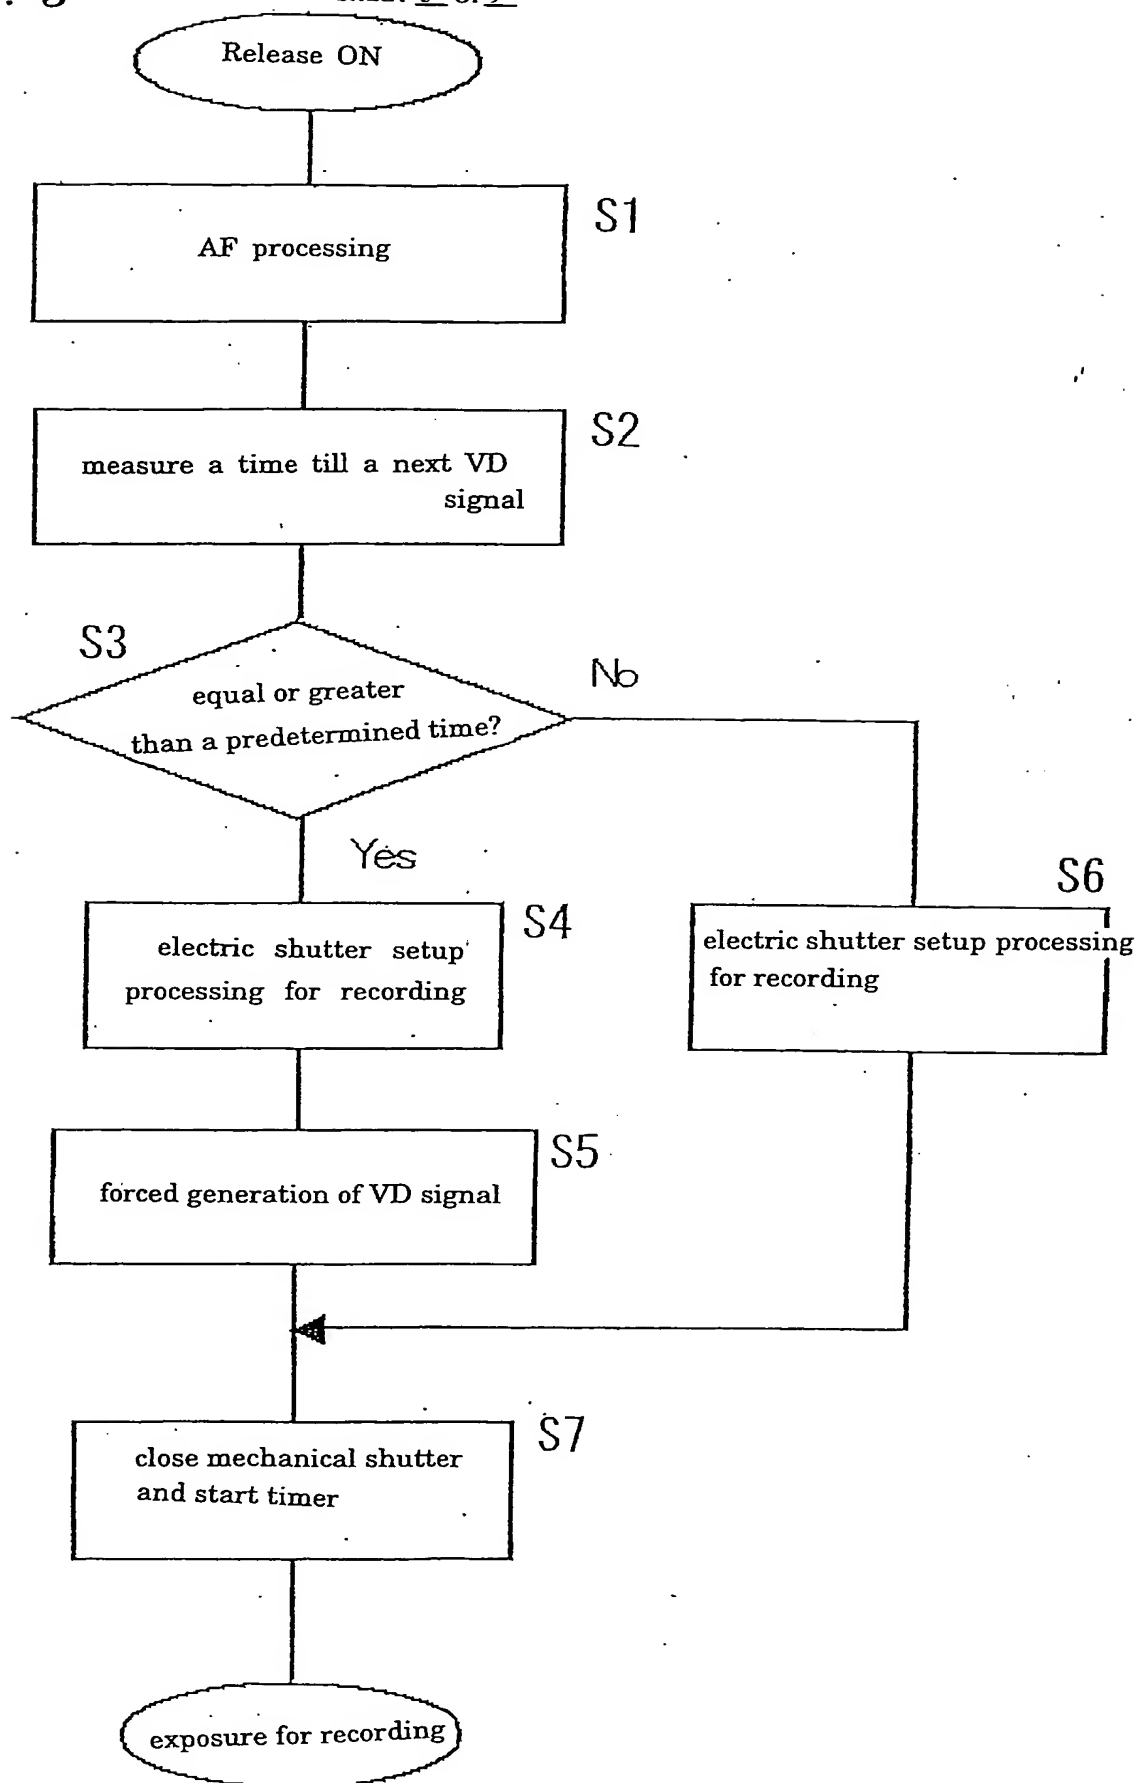 Release ON
S1
AF processing
S2
measure a time till a next VD
signal
S3
equal or greater
than a predetermined time?
No
Yes
S4
electric shutter setup
processing for recording
S6
electric shutter setup processing
for recording
S5
forced generation of VD signal
S7
close mechanical shutter
and start timer
exposure for recording